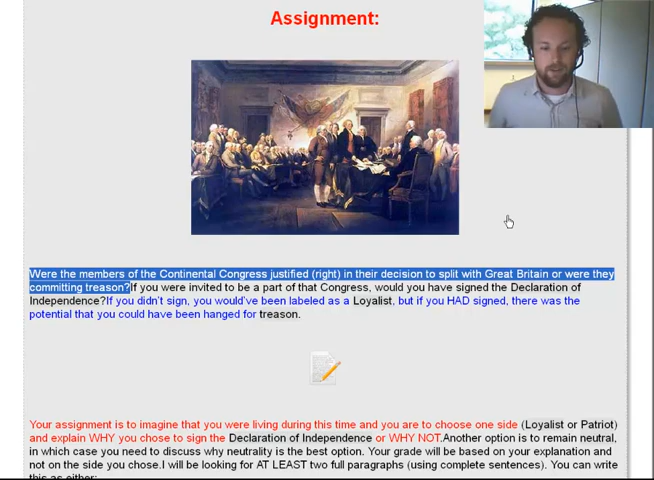 Assignment:
Were the members of the Continental Congress justified (right) in their decision to split with Great Britain or were they
committing treason?If you were invited to be a part of that Congress, would you have signed the Declaration of
Independence?If you didn't sign, you would've been labeled as a Loyalist, but if you HAD signed, there was the
potential that you could have been hanged for treason.
Your assignment is to imagine that you were living during this time and you are to choose one side (Loyalist or Patriot)
and explain WHY you chose to sign the Declaration of Independence or WHY NOT.Another option is to remain neutral,
in which case you need to discuss why neutrality is the best option. Your grade will be based on your explanation and
not on the side you chose.I will be looking for AT LEAST two full paragraphs (using complete sentences). You can write
this as either: